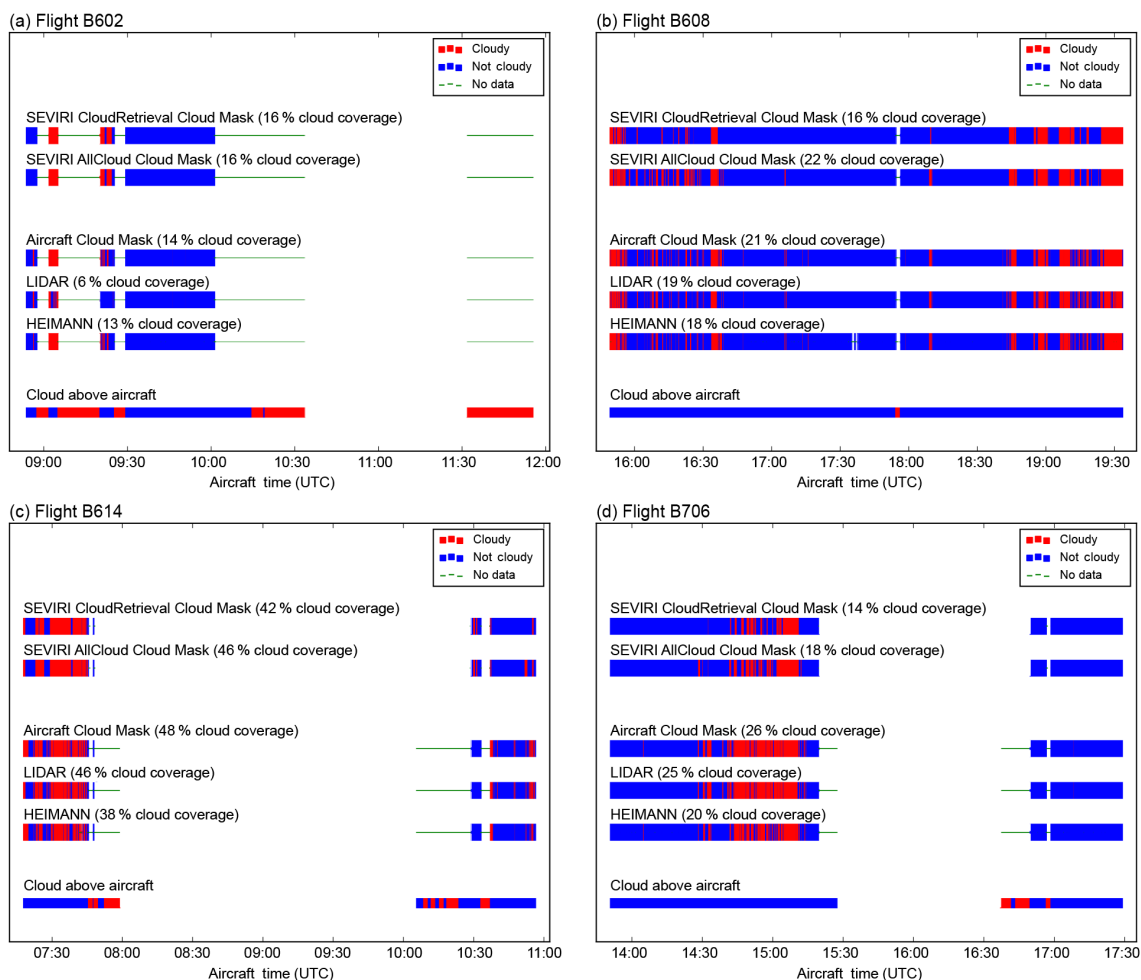 (a) Flight B602
Cloudy
Not cloudy
No data
SEVIRI CloudRetrieval Cloud Mask (16 % cloud coverage)
SEVIRI AllCloud Cloud Mask (16 % cloud coverage)
Aircraft Cloud Mask (14 % cloud coverage)
LIDAR (6 % cloud coverage)
HEIMANN (13 % cloud coverage)
Cloud above aircraft
09:00 09:30 10:00 10:30 11:00 11:30 12:00
Aircraft time (UTC)
(b) Flight B608
Cloudy
Not cloudy
No data
SEVIRI CloudRetrieval Cloud Mask (16 % cloud coverage)
SEVIRI AllCloud Cloud Mask (22 % cloud coverage)
Aircraft Cloud Mask (21 % cloud coverage)
LIDAR (19 % cloud coverage)
HEIMANN (18 % cloud coverage)
Cloud above aircraft
16:00 16:30 17:00 17:30 18:00 18:30 19:00 19:30
Aircraft time (UTC)
(c) Flight B614
Cloudy
Not cloudy
No data
SEVIRI CloudRetrieval Cloud Mask (42 % cloud coverage)
SEVIRI AllCloud Cloud Mask (46 % cloud coverage)
Aircraft Cloud Mask (48 % cloud coverage)
LIDAR (46 % cloud coverage)
HEIMANN (38 % cloud coverage)
Cloud above aircraft
07:30 08:00 08:30 09:00 09:30 10:00 10:30 11:00
Aircraft time (UTC)
(d) Flight B706
Cloudy
Not cloudy
No data
SEVIRI CloudRetrieval Cloud Mask (14 % cloud coverage)
SEVIRI AllCloud Cloud Mask (18 % cloud coverage)
Aircraft Cloud Mask (26 % cloud coverage)
LIDAR (25 % cloud coverage)
HEIMANN (20 % cloud coverage)
Cloud above aircraft
14:00 14:30 15:00 15:30 16:00 16:30 17:00 17:30
Aircraft time (UTC)